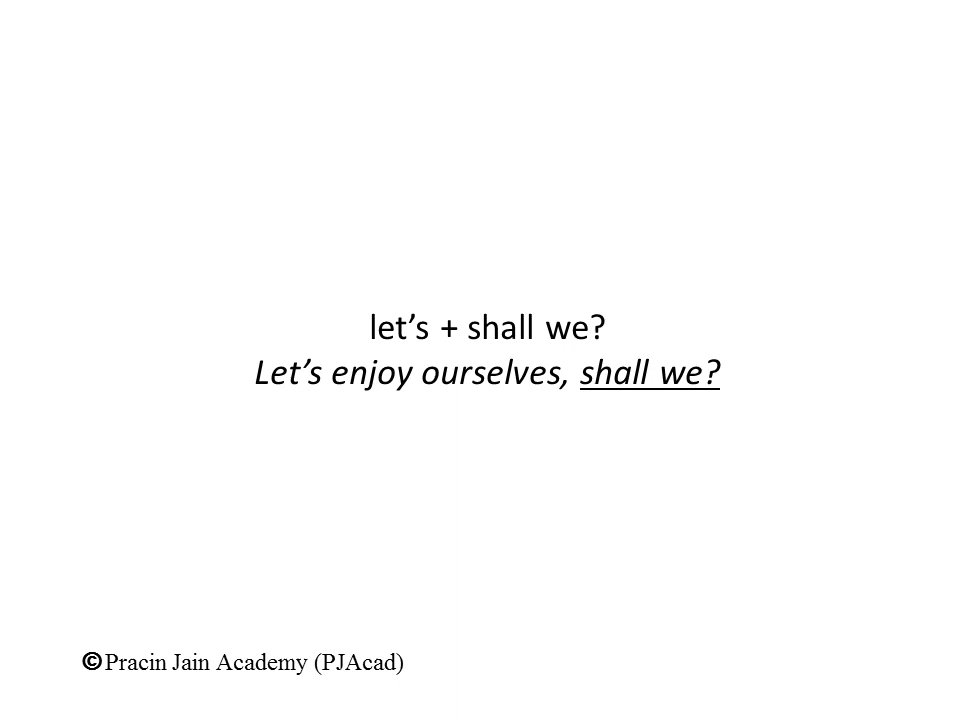 let’s + shall we?
Let’s enjoy ourselves, shall we?
©Pracin Jain Academy (PJAcad)